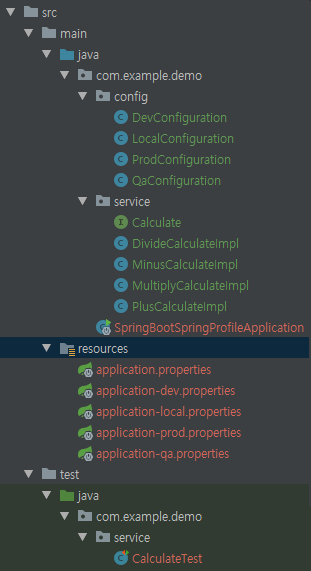 src
main
java
com.example.demo
config
DevConfiguration
LocalConfiguration
ProdConfiguration
QaConfiguration
service
Calculate
DivideCalculateImpl
MinusCalculateImpl
MultiplyCalculateImpl
PlusCalculateImpl
SpringBootSpringProfileApplication
resources
application.properties
application-dev.properties
application-local.properties
application-prod.properties
application-qa.properties
test
java
com.example.demo
service
CalculateTest